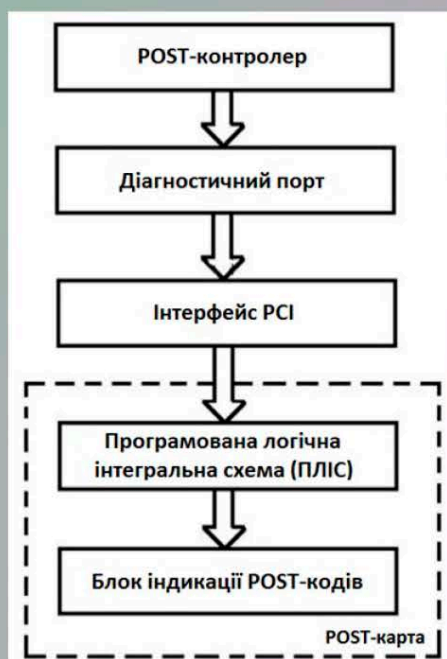 POST-контролер
Діагностичний порт
Інтерфейс PCI
Програмована логічна
інтегральна схема (ПЛІС)
Блок індикації POST-кодів
POST-карта